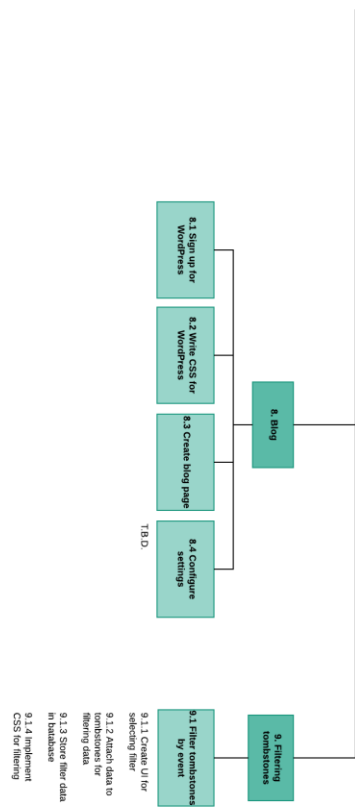 8. Blog
8.1 Sign up for
WordPress
8.2 Write CSS for
WordPress
8.3 Create blog page
8.4 Configure
settings
T.B.D.
9. Filtering
tombstones
9.1 Filter tombstones
by event
9.1.1 Create UI for
selecting filter
9.1.2 Attach data to
tombstones for
filtering data
9.1.3 Store filter data
in batabase
9.1.4 Implement
CSS for filtering